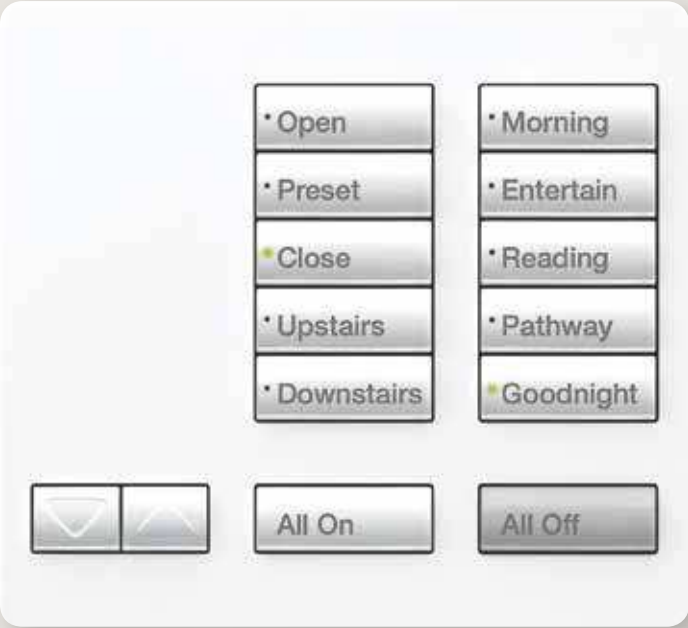 Open
Preset
Close
Upstairs
Downstairs
Morning
Entertain
Reading
Pathway
Goodnight
All On
All Off